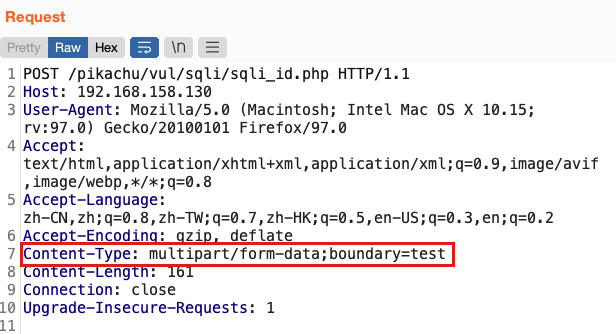 Request
Pretty Raw Hex \n
1 POST /pikachu/vul/sqli/sqli_id.php HTTP/1.1
2 Host: 192.168.158.130
3 User-Agent: Mozilla/5.0 (Macintosh; Intel Mac OS X 10.15;
rv:97.0) Gecko/20100101 Firefox/97.0
4 Accept:
text/html,application/xhtml+xml,application/xml;q=0.9,image/avif
,image/webp,*/*;q=0.8
5 Accept-Language:
zh-CN,zh;q=0.8,zh-TW;q=0.7,zh-HK;q=0.5,en-US;q=0.3,en;q=0.2
6 Accept-Encoding: gzip, deflate
7 Content-Type: multipart/form-data;boundary=test
8 Content-Length: 161
9 Connection: close
10 Upgrade-Insecure-Requests: 1
11